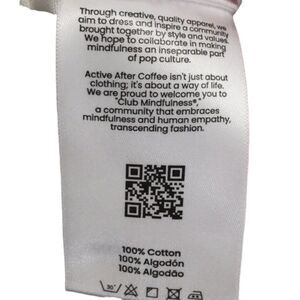 Through creative, quality apparel, we
aim to dress and inspire a community
brought together by style and values.
We hope to collaborate in making
mindfulness an inseparable part
of pop culture.
Active After Coffee isn't just about
clothing; it's about a way of life.
We are proud to welcome you to
"Club Mindfulness®,"
a community that embraces
mindfulness and human empathy,
transcending fashion.
100% Cotton
100% Algodón
100% Algodão
30°